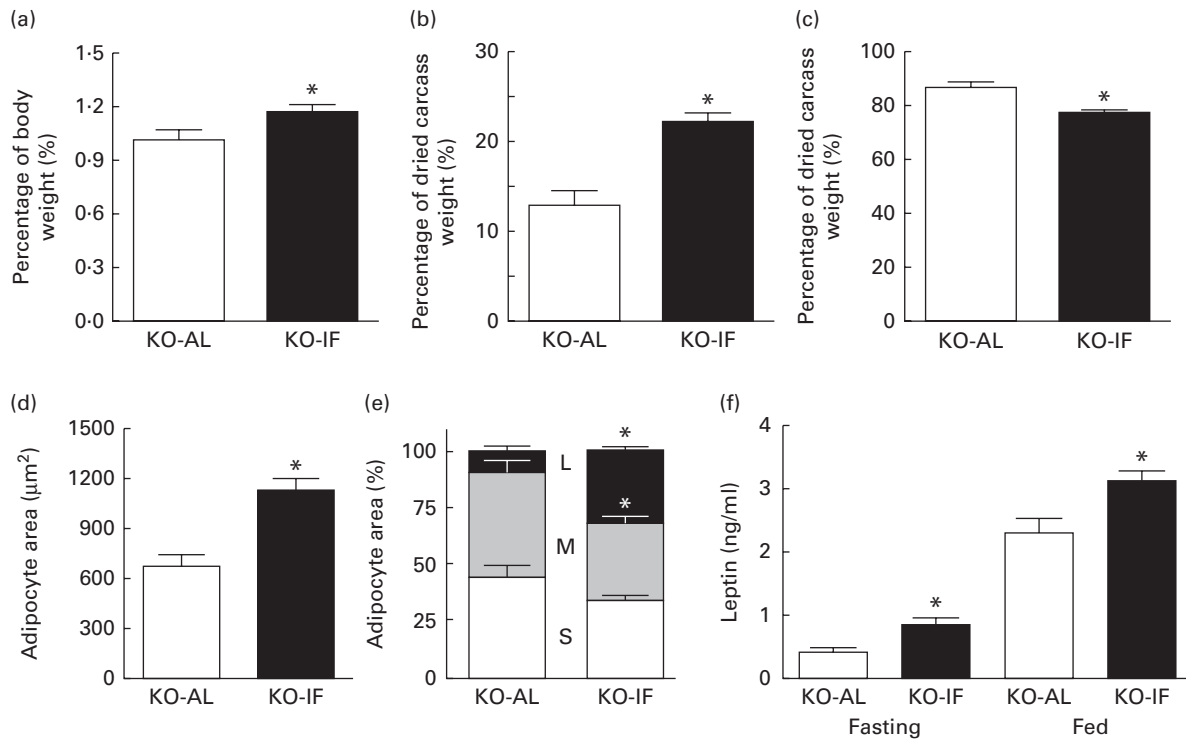 (a)
Percentage of body
weight (%)
1·5
1·2
0·9
0·6
0·3
0·0
*
KO-AL
KO-IF
(b)
Percentage of dried carcass
weight (%)
30
20
10
0
*
KO-AL
KO-IF
(c)
Percentage of dried carcass
weight (%)
100
80
60
40
20
0
*
KO-AL
KO-IF
(d)
Adipocyte area (μm²)
1500
1200
900
600
300
0
*
KO-AL
KO-IF
(e)
Adipocyte area (%)
100
75
50
25
0
L
M
S
*
*
KO-AL
KO-IF
(f)
Leptin (ng/ml)
4
3
2
1
0
*
*
KO-AL
KO-IF
KO-AL
KO-IF
Fasting
Fed